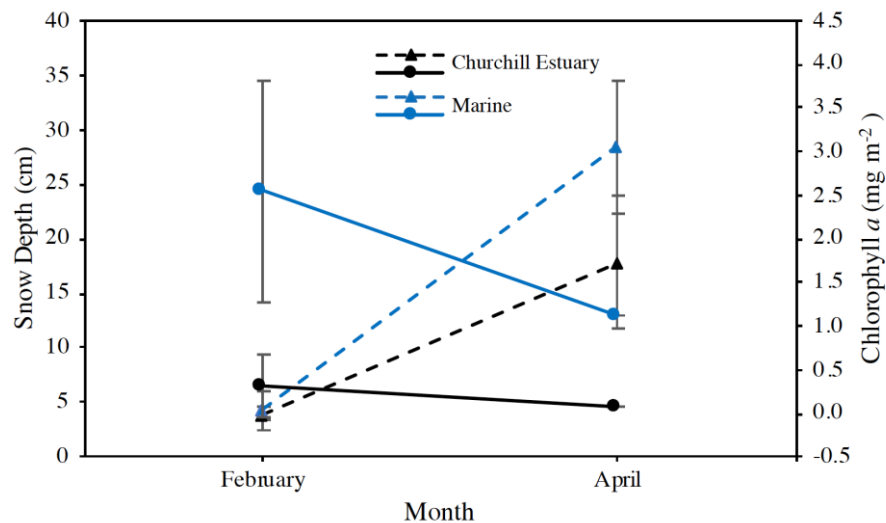 40
35
30
25
20
15
10
5
0
Snow Depth (cm)
4.5
4.0
3.5
3.0
2.5
2.0
1.5
1.0
0.5
0.0
-0.5
Chlorophyll a (mg m-2 )
Churchill Estuary
Marine
February
April
Month